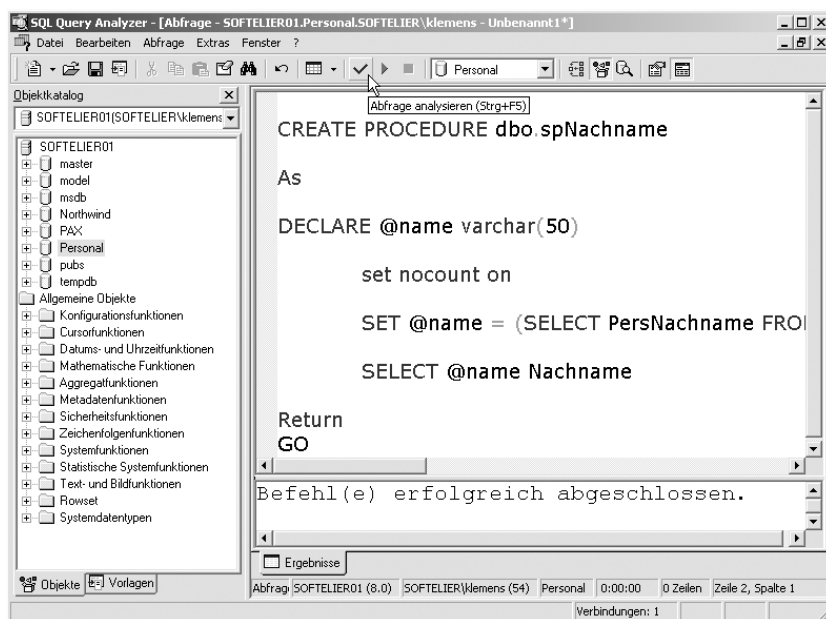 SQL Query Analyzer - [Abfrage - SOFTELIER01.Personal.SOFTELIER\klemens - Unbenannt1*]
Datei Bearbeiten Abfrage Extras Fenster ?
Personal
Abfrage analysieren (Strg+F5)
Objektkatalog
SOFTELIER01(SOFTELIER\klemens
SOFTELIER01
master
model
msdb
Northwind
PAX
Personal
pubs
tempdb
Allgemeine Objekte
Konfigurationsfunktionen
Cursorfunktionen
Datums- und Uhrzeitfunktionen
Mathematische Funktionen
Aggregatfunktionen
Metadatenfunktionen
Sicherheitsfunktionen
Zeichenfolgenfunktionen
Systemfunktionen
Statistische Systemfunktionen
Text- und Bildfunktionen
Rowset
Systemdatentypen
Objekte Vorlagen
CREATE PROCEDURE dbo.spNachname
As
DECLARE @name varchar(50)
set nocount on
SET @name = (SELECT PersNachname FROM
SELECT @name Nachname
Return
GO
Befehl(e) erfolgreich abgeschlossen.
Ergebnisse
Abfrag SOFTELIER01 (8.0) SOFTELIER\klemens (54) Personal 0:00:00 0 Zeilen Zeile 2, Spalte 1
Verbindungen: 1